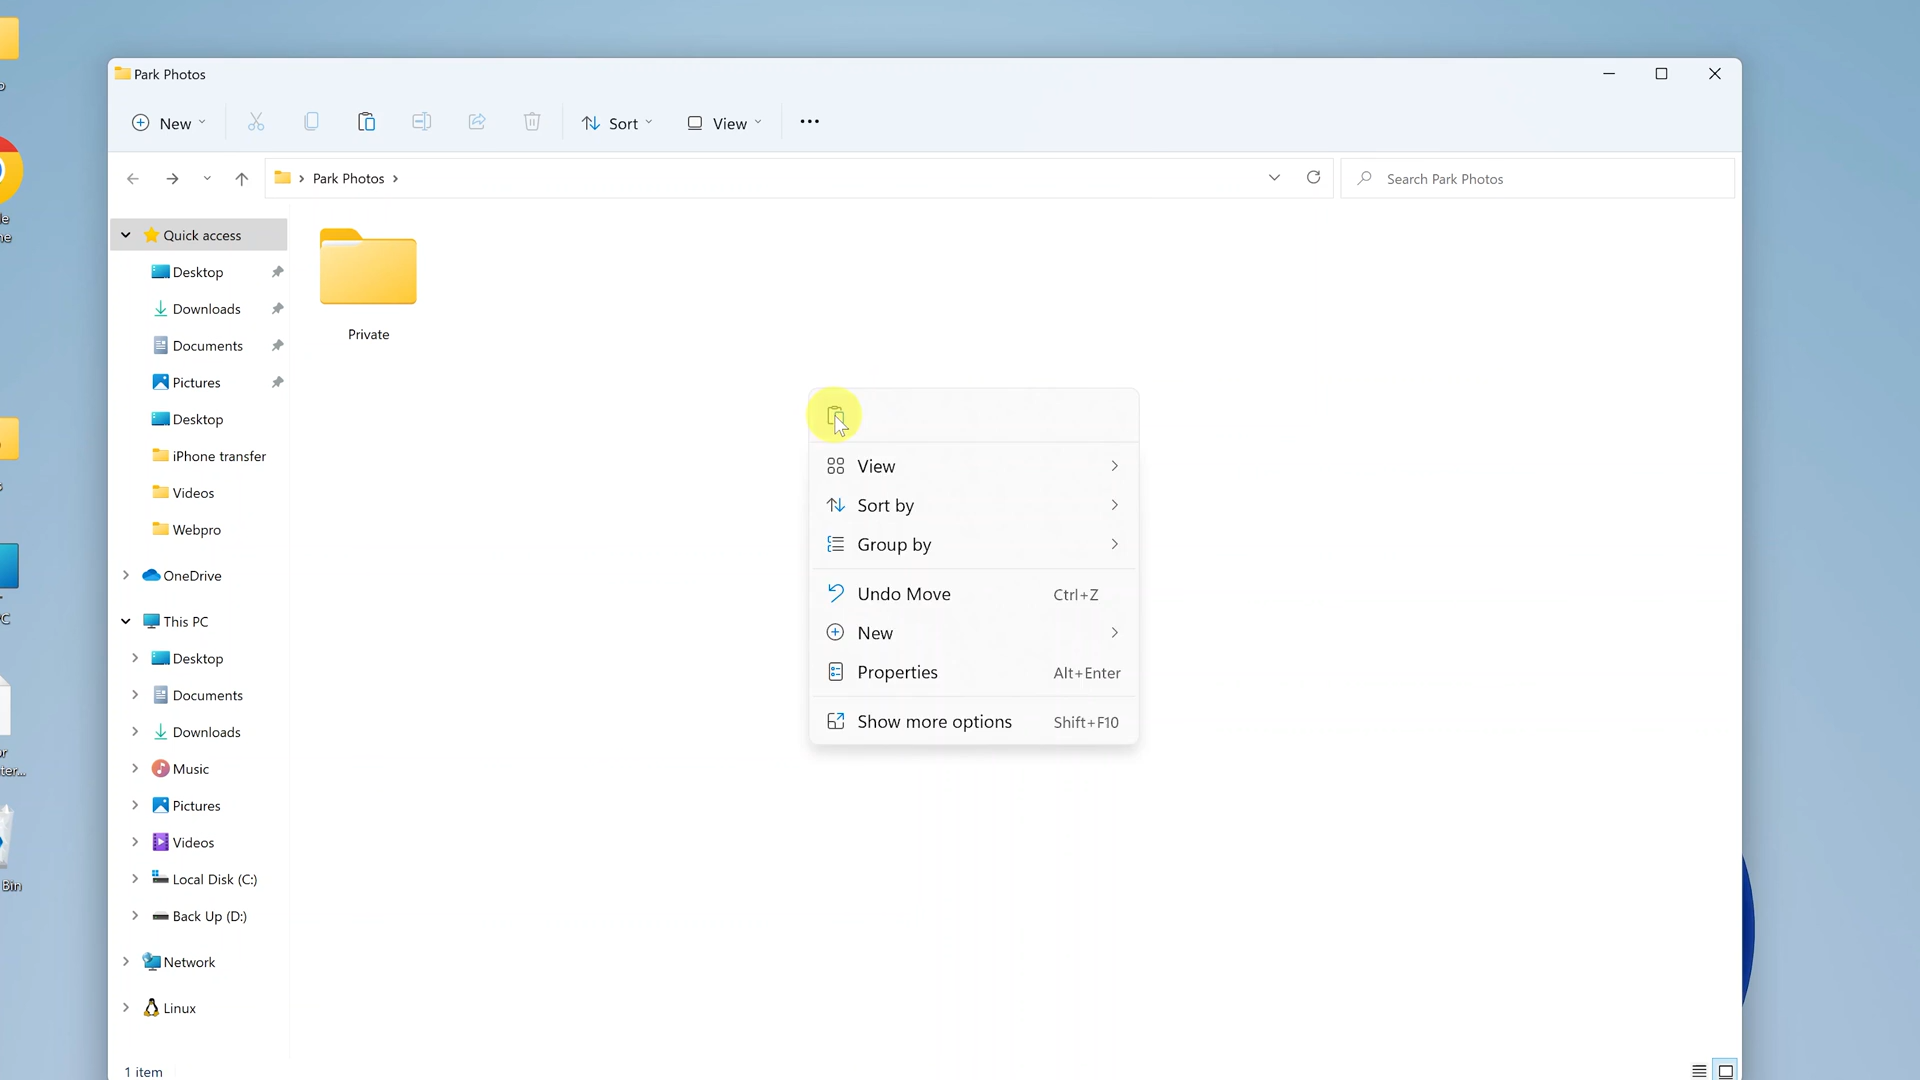 Park Photos
New
Sort
View
Park Photos
Search Park Photos
Quick access
Desktop
Downloads
Documents
Pictures
Desktop
iPhone transfer
Videos
Webpro
OneDrive
This PC
Desktop
Documents
Downloads
Music
Pictures
Videos
Local Disk (C:)
Back Up (D:)
Network
Linux
Private
View
Sort by
Group by
Undo Move Ctrl+Z
New
Properties Alt+Enter
Show more options Shift+F10
1 item
Bin